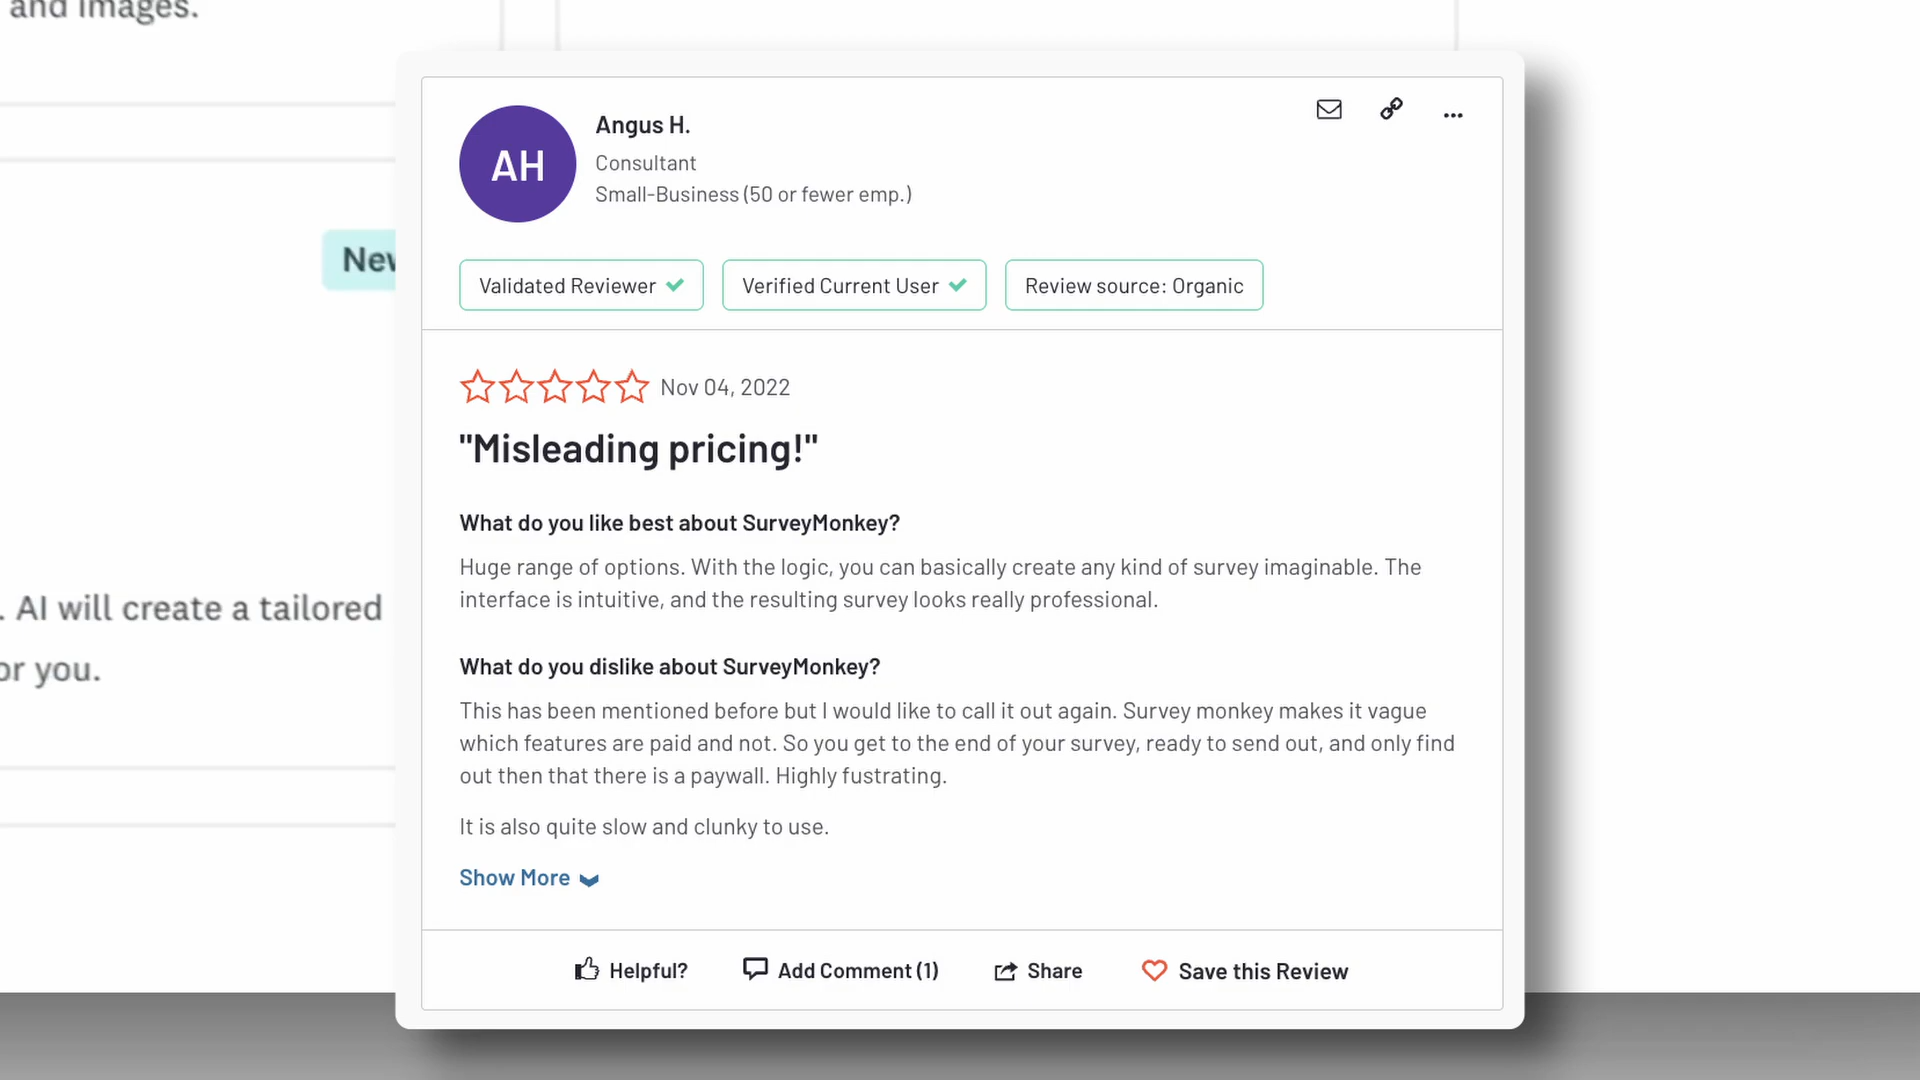 and images.
AH
Angus H.
Consultant
Small-Business (50 or fewer emp.)
Validated Reviewer
Verified Current User
Review source: Organic
Nov 04, 2022
"Misleading pricing!"
What do you like best about SurveyMonkey?
Huge range of options. With the logic, you can basically create any kind of survey imaginable. The
interface is intuitive, and the resulting survey looks really professional.
What do you dislike about SurveyMonkey?
This has been mentioned before but I would like to call it out again. Survey monkey makes it vague
which features are paid and not. So you get to the end of your survey, ready to send out, and only find
out then that there is a paywall. Highly fustrating.
It is also quite slow and clunky to use.
Show More
Helpful?
Add Comment (1)
Share
Save this Review
. AI will create a tailored
you.